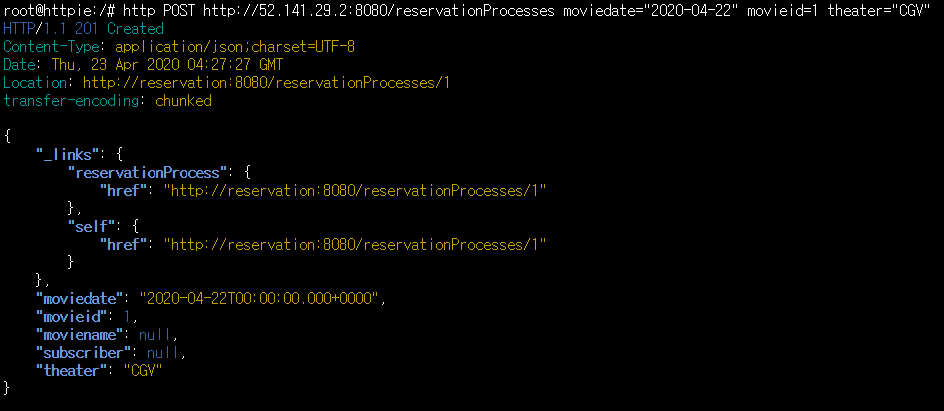 root@httpie:/# http POST http://52.141.29.2:8080/reservationProcesses moviedate="2020-04-22" movieid=1 theater="CGV"
HTTP/1.1 201 Created
Content-Type: application/json;charset=UTF-8
Date: Thu, 23 Apr 2020 04:27:27 GMT
Location: http://reservation:8080/reservationProcesses/1
transfer-encoding: chunked

{
    "_links": {
        "reservationProcess": {
            "href": "http://reservation:8080/reservationProcesses/1"
        },
        "self": {
            "href": "http://reservation:8080/reservationProcesses/1"
        }
    },
    "moviedate": "2020-04-22T00:00:00.000+0000",
    "movieid": 1,
    "moviename": null,
    "subscriber": null,
    "theater": "CGV"
}